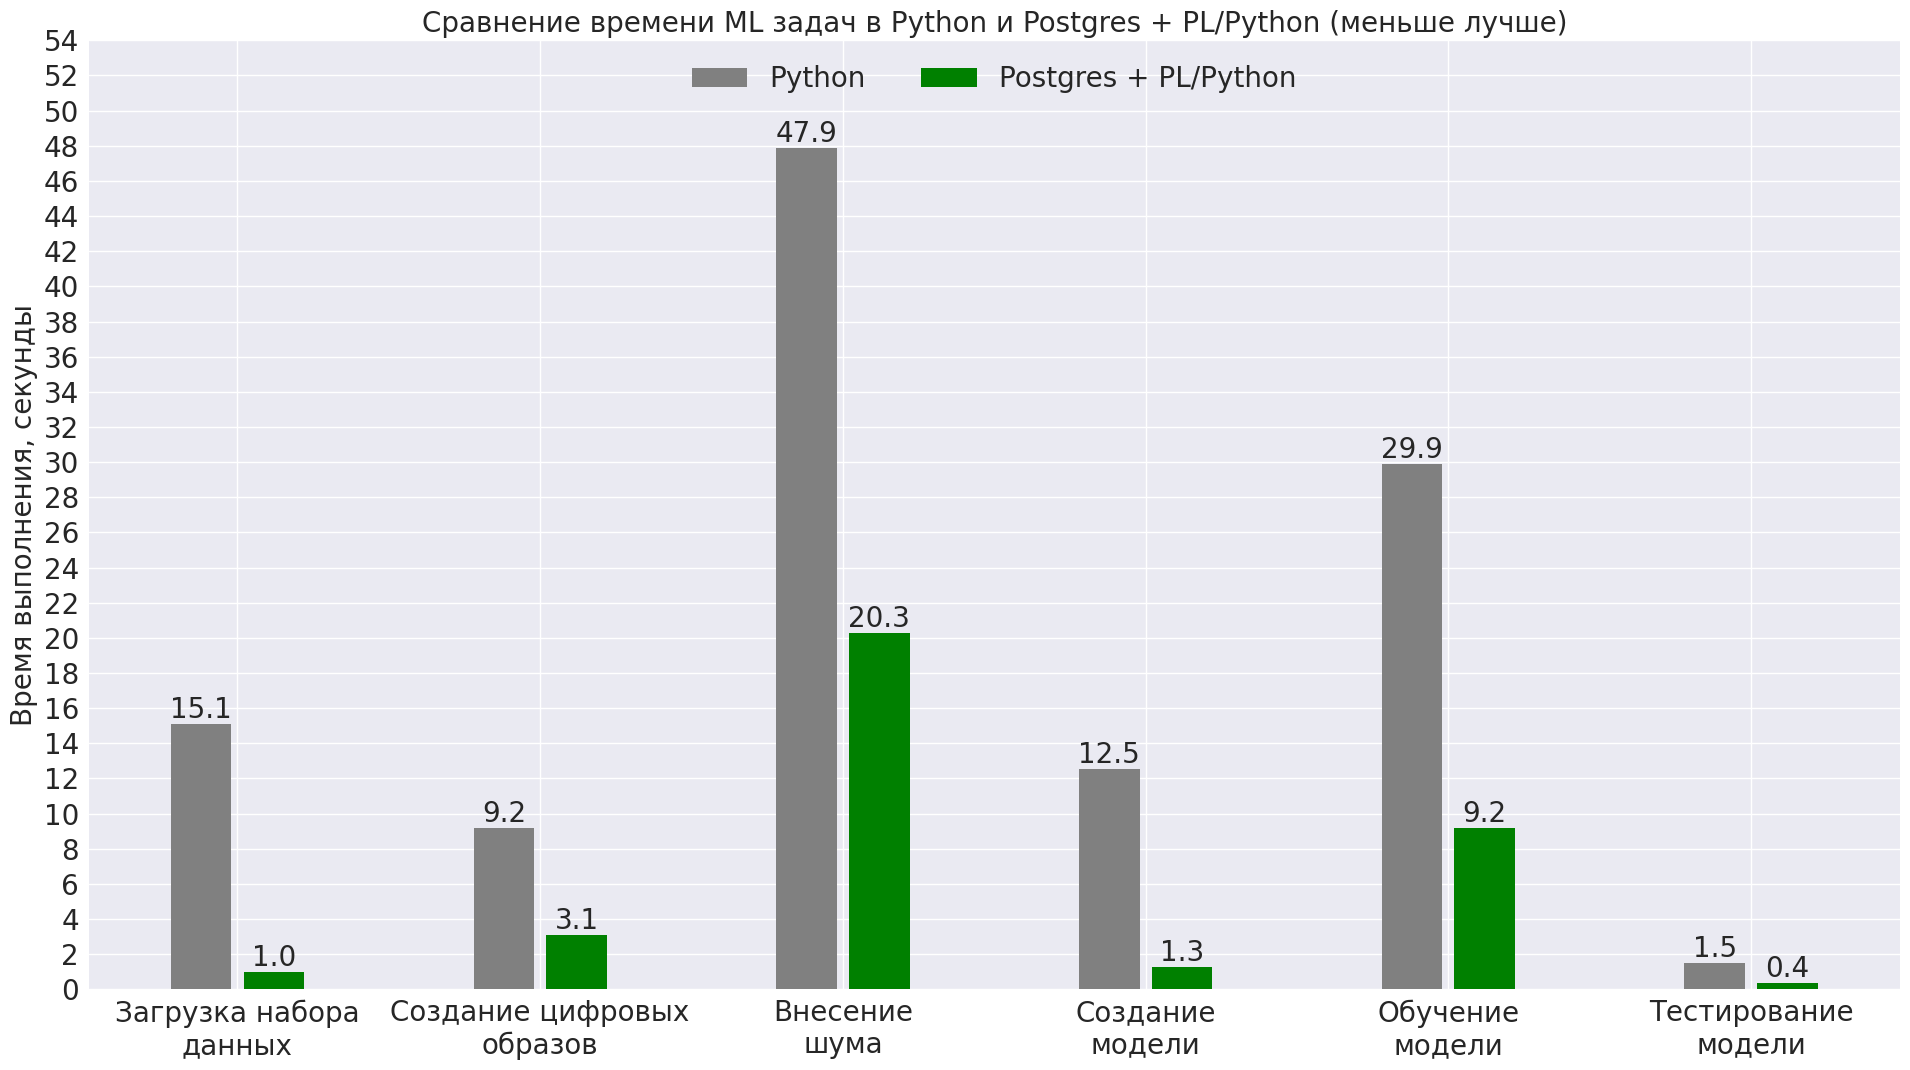 Сравнение времени ML задач в Python и Postgres + PL/Python (меньше лучше)
Python
Postgres + PL/Python
Время выполнения, секунды
54
52
50
48
46
44
42
40
38
36
34
32
30
28
26
24
22
20
18
16
14
12
10
8
6
4
2
0
15.1
1.0
9.2
3.1
47.9
20.3
12.5
1.3
29.9
9.2
1.5
0.4
Загрузка набора
данных
Создание цифровых
образов
Внесение
шума
Создание
модели
Обучение
модели
Тестирование
модели